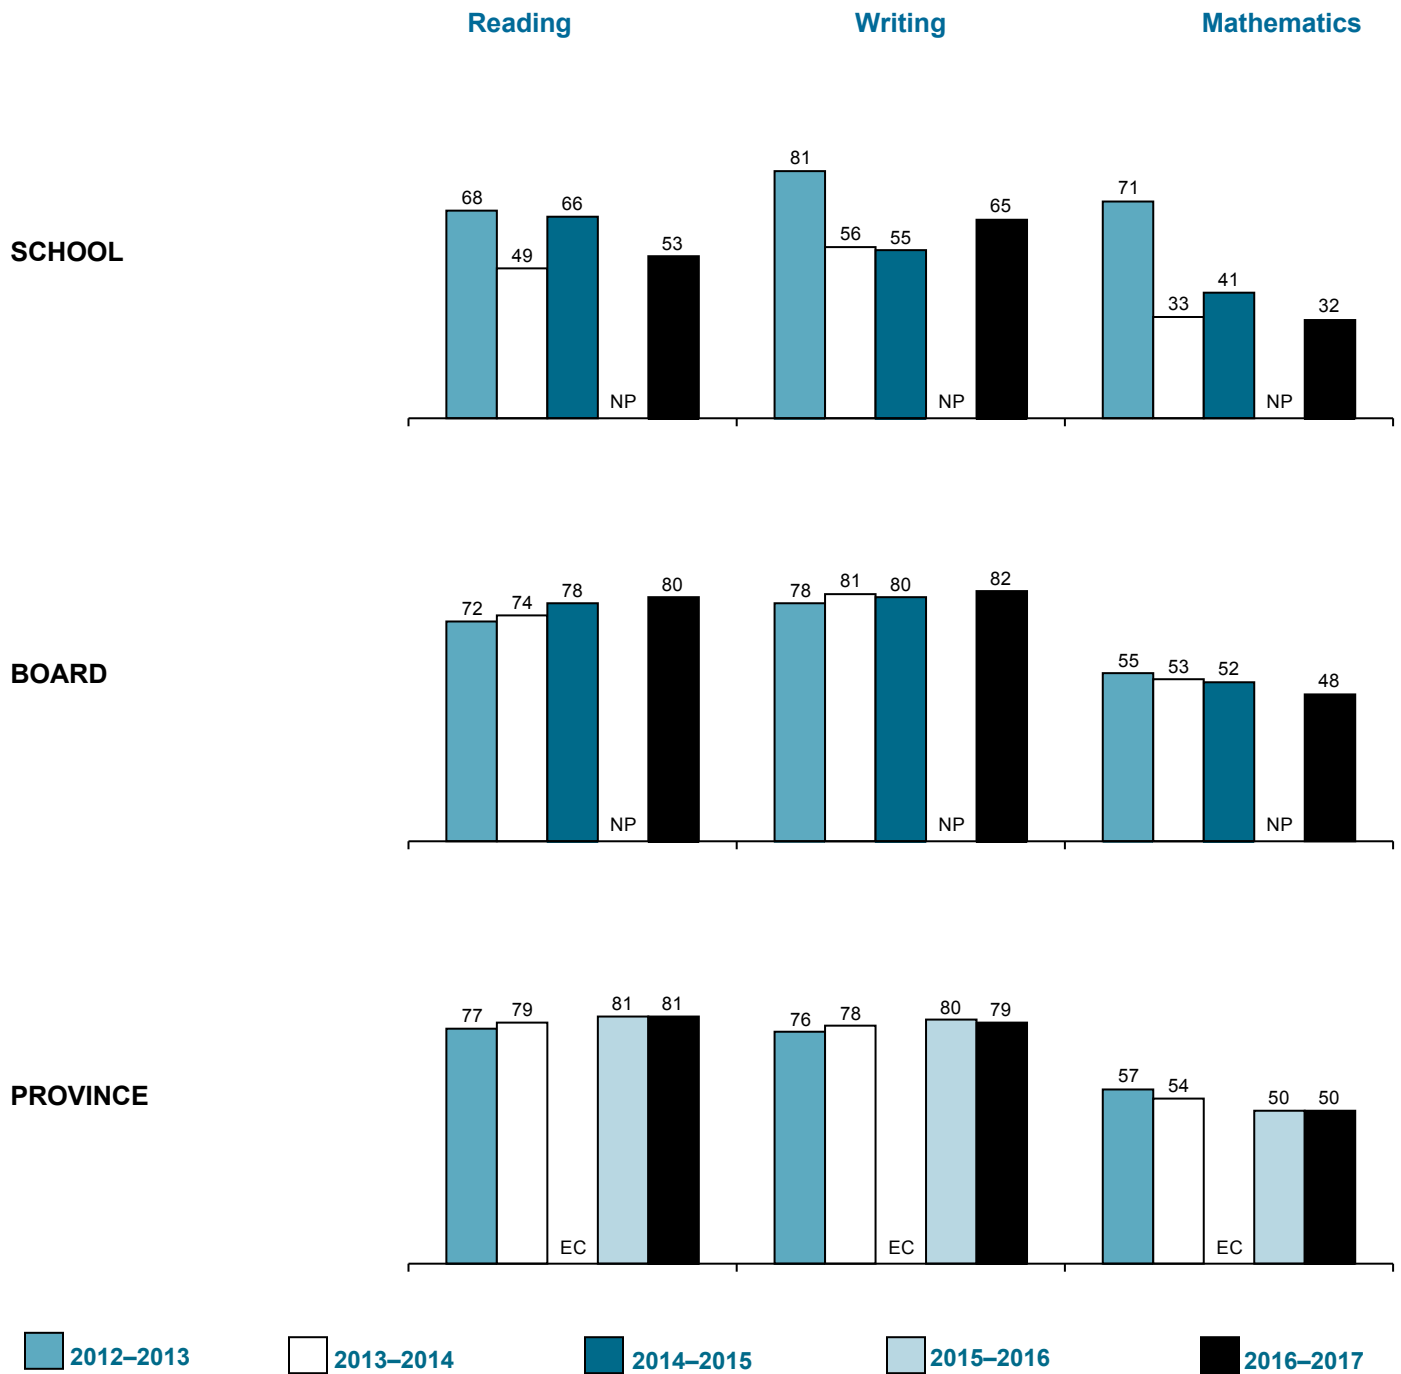 Reading Writing Mathematics
SCHOOL
68 49 66 NP 53
81 56 55 NP 65
71 33 41 NP 32
BOARD
72 74 78 NP 80
78 81 80 NP 82
55 53 52 NP 48
PROVINCE
77 79 EC 81 81
76 78 EC 80 79
57 54 EC 50 50
2012–2013 2013–2014 2014–2015 2015–2016 2016–2017